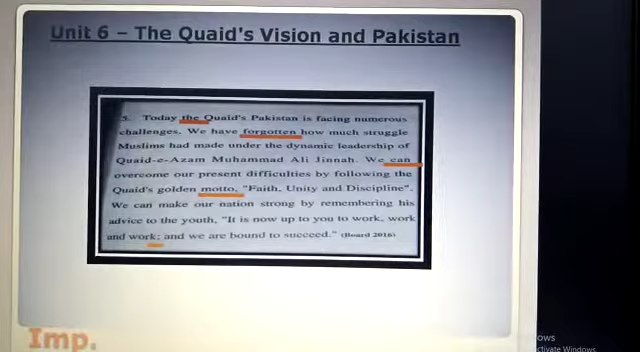 Unit 6 – The Quaid's Vision and Pakistan
5. Today the Quaid's Pakistan is facing numerous
challenges. We have forgotten how much struggle
Muslims had made under the dynamic leadership of
Quaid-e-Azam Muhammad Ali Jinnah. We can
overcome our present difficulties by following the
Quaid's golden motto, "Faith, Unity and Discipline".
We can make our nation strong by remembering his
advice to the youth, "It is now up to you to work, work
and work; and we are bound to succeed." (Board 2016)
Imp.
ows
ctivate Windows.